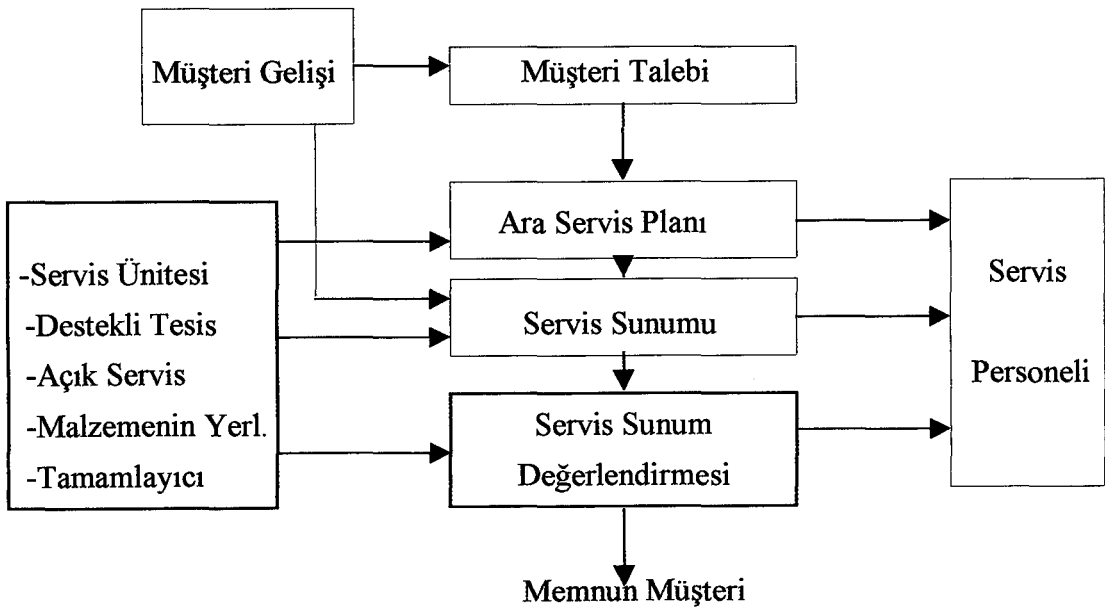 Müşteri Gelişi
Müşteri Talebi
Ara Servis Planı
-Servis Ünitesi
-Destekli Tesis
-Açık Servis
-Malzemenin Yerl.
-Tamamlayıcı
Servis Sunumu
Servis Sunum
Değerlendirmesi
Servis
Personeli
Memnun Müşteri